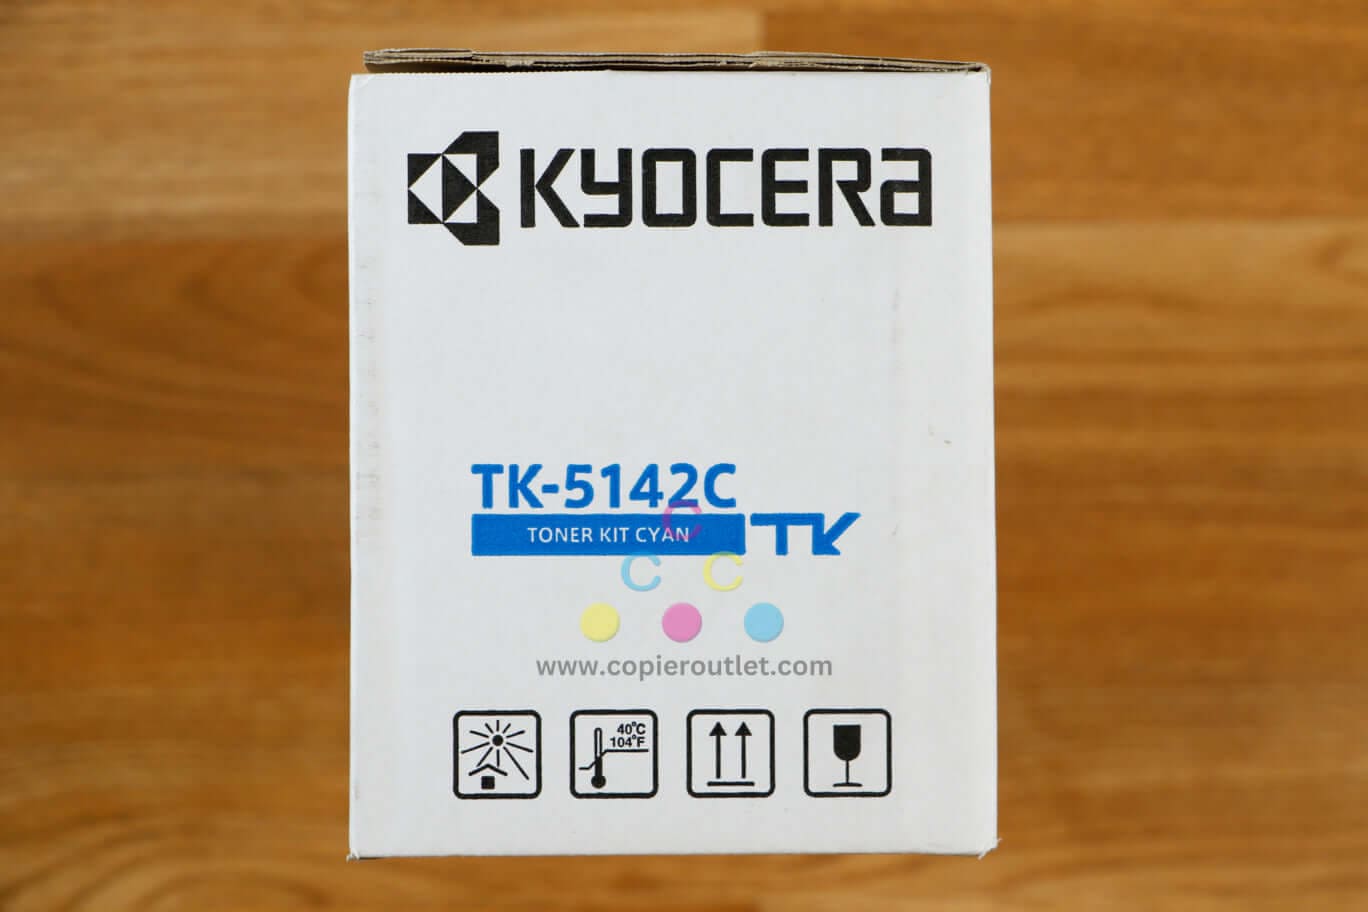 KYOCERA
TK-5142C
TONER KIT CYAN TK
C
C C
www.copieroutlet.com
40°C
104°F